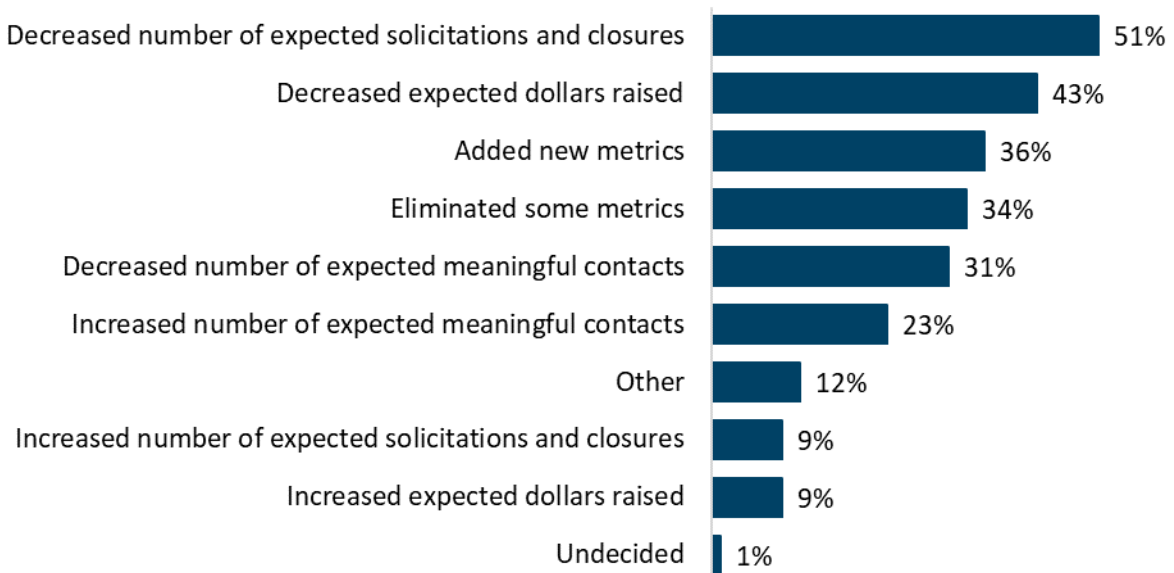 Decreased number of expected solicitations and closures 51%
Decreased expected dollars raised 43%
Added new metrics 36%
Eliminated some metrics 34%
Decreased number of expected meaningful contacts 31%
Increased number of expected meaningful contacts 23%
Other 12%
Increased number of expected solicitations and closures 9%
Increased expected dollars raised 9%
Undecided 1%